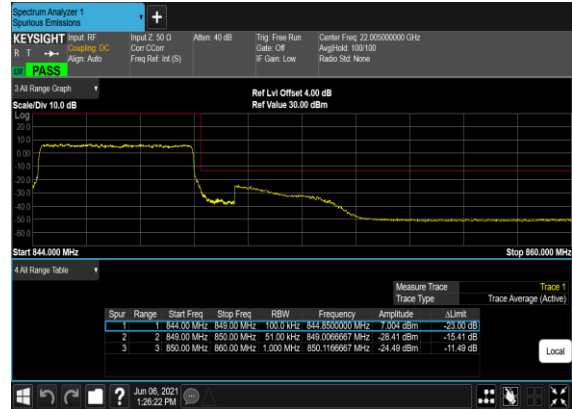 Spectrum Analyzer 1
Spurious Emissions
KEYSIGHT Input: RF Input Z: 50 Ω Atten: 40 dB Trig: Free Run Center Freq: 22.005000000 GHz
R T Coupling: DC Corr CCorr Gate: Off Avg|Hold: 100/100
Align: Auto Freq Ref: Int (S) IF Gain: Low Radio Std: None
PASS
3 All Range Graph
Ref Lvl Offset 4.00 dB
Scale/Div 10.0 dB Ref Value 30.00 dBm
Log
20.0
10.0
0.00
-10.0
-20.0
-30.0
-40.0
-50.0
-60.0
Start 844.000 MHz Stop 860.000 MHz
4 All Range Table
Measure Trace Trace 1
Trace Type Trace Average (Active)
Spur Range Start Freq Stop Freq RBW Frequency Amplitude ΔLimit
1 1 844.00 MHz 849.00 MHz 100.0 kHz 844.8500000 MHz 7.004 dBm -23.00 dB
2 2 849.00 MHz 850.00 MHz 51.00 kHz 849.0066667 MHz -28.41 dBm -15.41 dB
3 3 850.00 MHz 860.00 MHz 1.000 MHz 850.1166667 MHz -24.49 dBm -11.49 dB
Local
?
Jun 06, 2021
1:26:22 PM